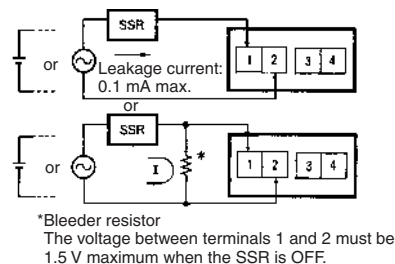 SSR
or
Leakage current:
0.1 mA max.
1 2 3 4
or
SSR
or
*
I
1 2 3 4
*Bleeder resistor
The voltage between terminals 1 and 2 must be
1.5 V maximum when the SSR is OFF.